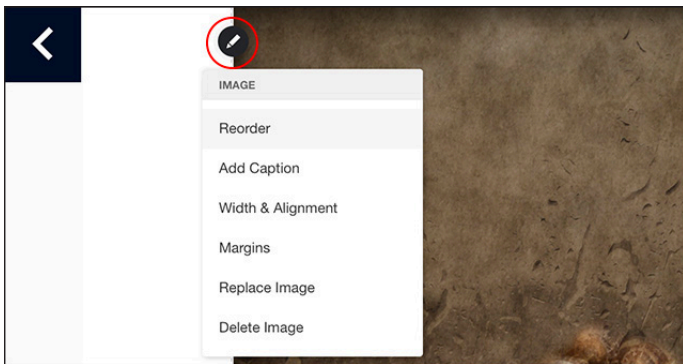 IMAGE
Reorder
Add Caption
Width & Alignment
Margins
Replace Image
Delete Image